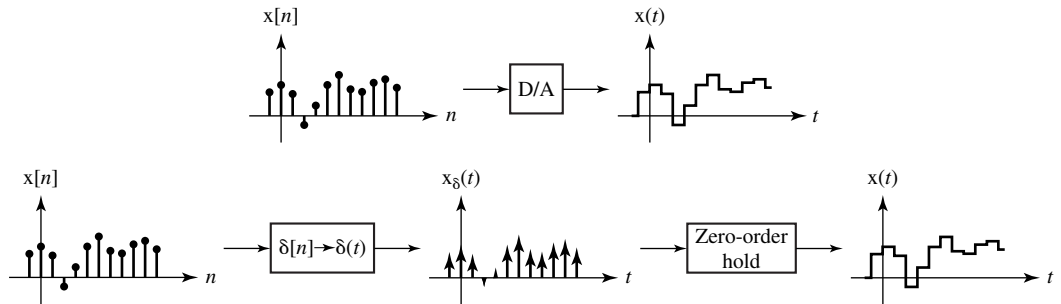 x[n]
n
D/A
x(t)
t
x[n]
n
δ[n]→δ(t)
xδ(t)
t
Zero-order
hold
x(t)
t